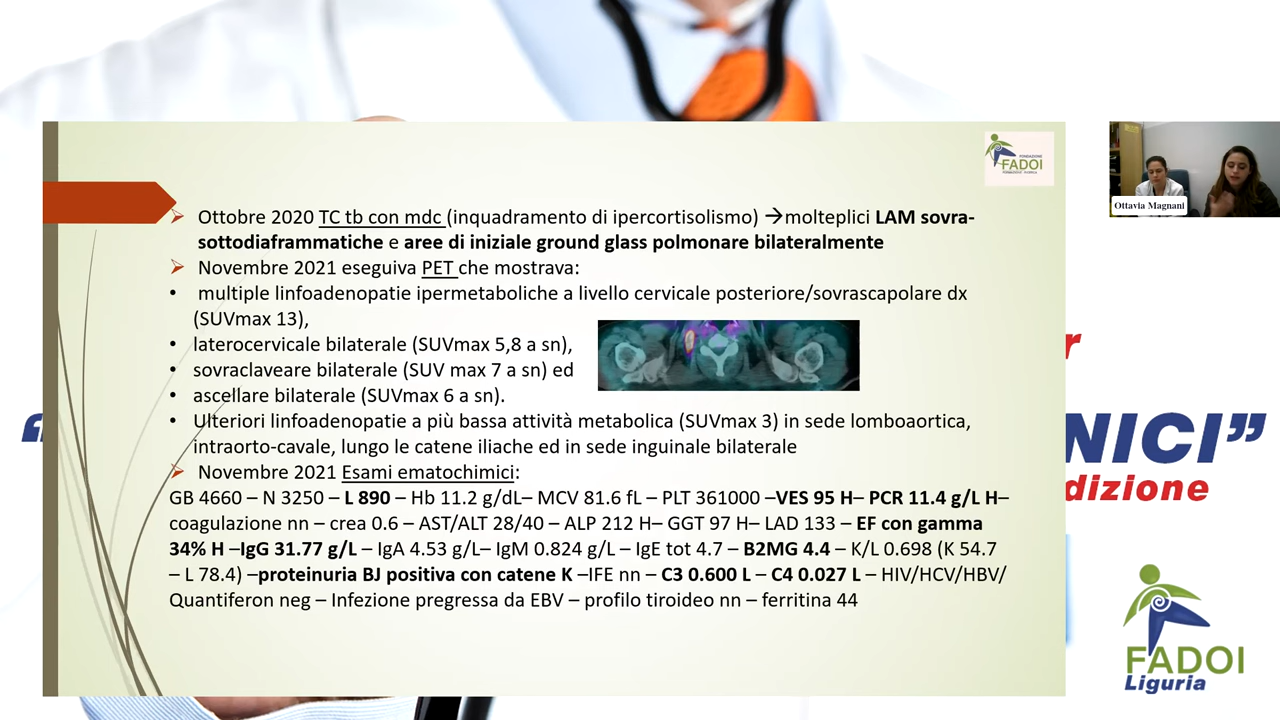 FONDAZIONE
FADOI
➢ Ottobre 2020 TC tb con mdc (inquadramento di ipercortisolismo) →molteplici LAM sovra-
sottodiaframmatiche e aree di iniziale ground glass polmonare bilateralmente
➢ Novembre 2021 eseguiva PET che mostrava:
• multiple linfoadenopatie ipermetaboliche a livello cervicale posteriore/sovrascapolare dx
(SUVmax 13),
• laterocervicale bilaterale (SUVmax 5,8 a sn),
• sovraclaveare bilaterale (SUV max 7 a sn) ed
• ascellare bilaterale (SUVmax 6 a sn).
• Ulteriori linfoadenopatie a più bassa attività metabolica (SUVmax 3) in sede lomboaortica,
intraorto-cavale, lungo le catene iliache ed in sede inguinale bilaterale
➢ Novembre 2021 Esami ematochimici:
GB 4660 – N 3250 – L 890 – Hb 11.2 g/dL– MCV 81.6 fL – PLT 361000 –VES 95 H– PCR 11.4 g/L H–
coagulazione nn – crea 0.6 – AST/ALT 28/40 – ALP 212 H– GGT 97 H– LAD 133 – EF con gamma
34% H –IgG 31.77 g/L – IgA 4.53 g/L– IgM 0.824 g/L – IgE tot 4.7 – B2MG 4.4 – K/L 0.698 (K 54.7
– L 78.4) –proteinuria BJ positiva con catene K –IFE nn – C3 0.600 L – C4 0.027 L – HIV/HCV/HBV/
Quantiferon neg – Infezione pregressa da EBV – profilo tiroideo nn – ferritina 44
Ottavia Magnani
r
“
NICI”
dizione
FADOI
Liguria